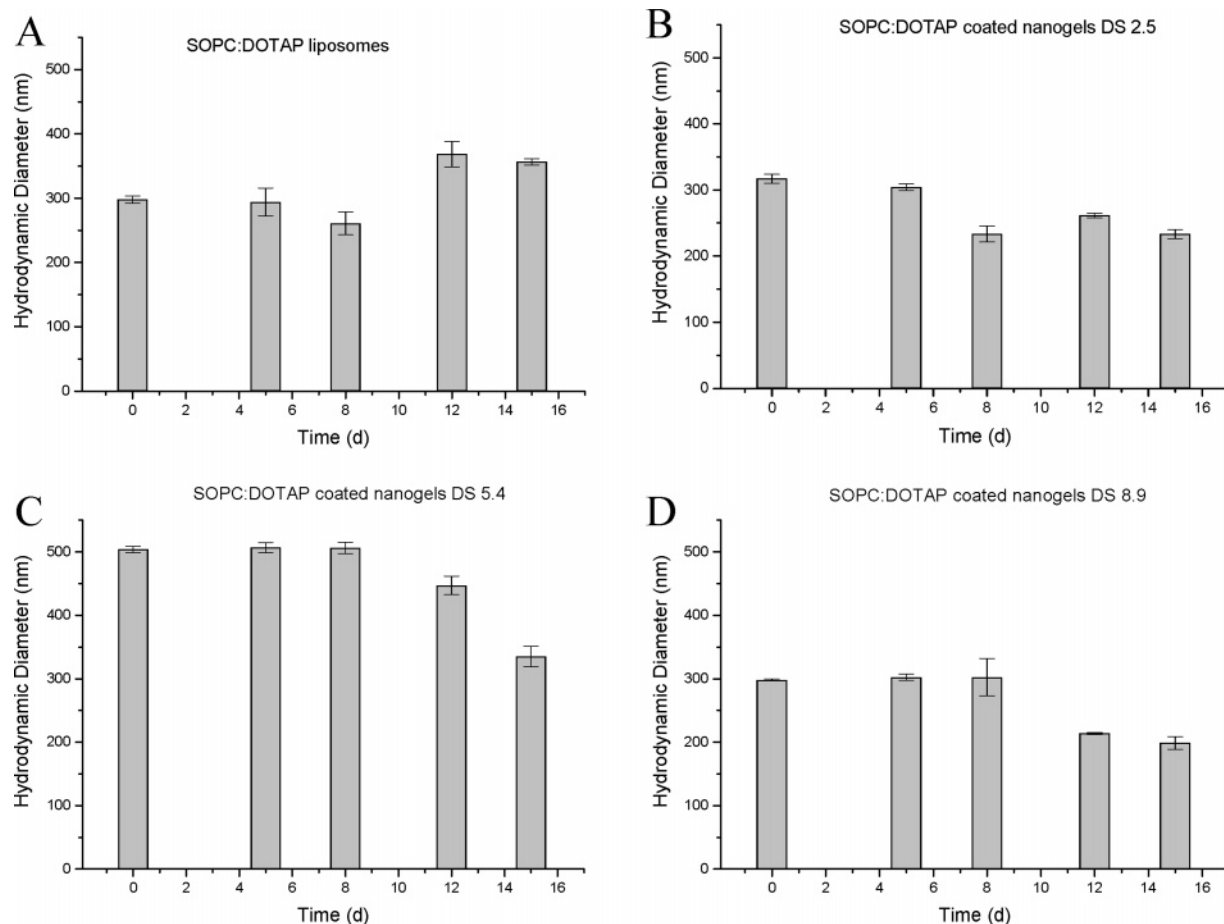 A
SOPC:DOTAP liposomes
Hydrodynamic Diameter (nm)
500
400
300
200
100
0
0 2 4 6 8 10 12 14 16
Time (d)
B
SOPC:DOTAP coated nanogels DS 2.5
Hydrodynamic Diameter (nm)
500
400
300
200
100
0
0 2 4 6 8 10 12 14 16
Time (d)
C
SOPC:DOTAP coated nanogels DS 5.4
Hydrodynamic Diameter (nm)
500
400
300
200
100
0
0 2 4 6 8 10 12 14 16
Time (d)
D
SOPC:DOTAP coated nanogels DS 8.9
Hydrodynamic Diameter (nm)
500
400
300
200
100
0
0 2 4 6 8 10 12 14 16
Time (d)